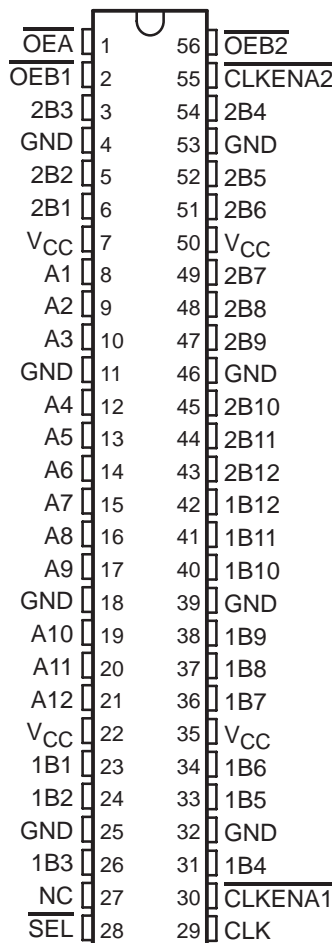 OEA 1 56 OEB2
OEB1 2 55 CLKENA2
2B3 3 54 2B4
GND 4 53 GND
2B2 5 52 2B5
2B1 6 51 2B6
VCC 7 50 VCC
A1 8 49 2B7
A2 9 48 2B8
A3 10 47 2B9
GND 11 46 GND
A4 12 45 2B10
A5 13 44 2B11
A6 14 43 2B12
A7 15 42 1B12
A8 16 41 1B11
A9 17 40 1B10
GND 18 39 GND
A10 19 38 1B9
A11 20 37 1B8
A12 21 36 1B7
VCC 22 35 VCC
1B1 23 34 1B6
1B2 24 33 1B5
GND 25 32 GND
1B3 26 31 1B4
NC 27 30 CLKENA1
SEL 28 29 CLK